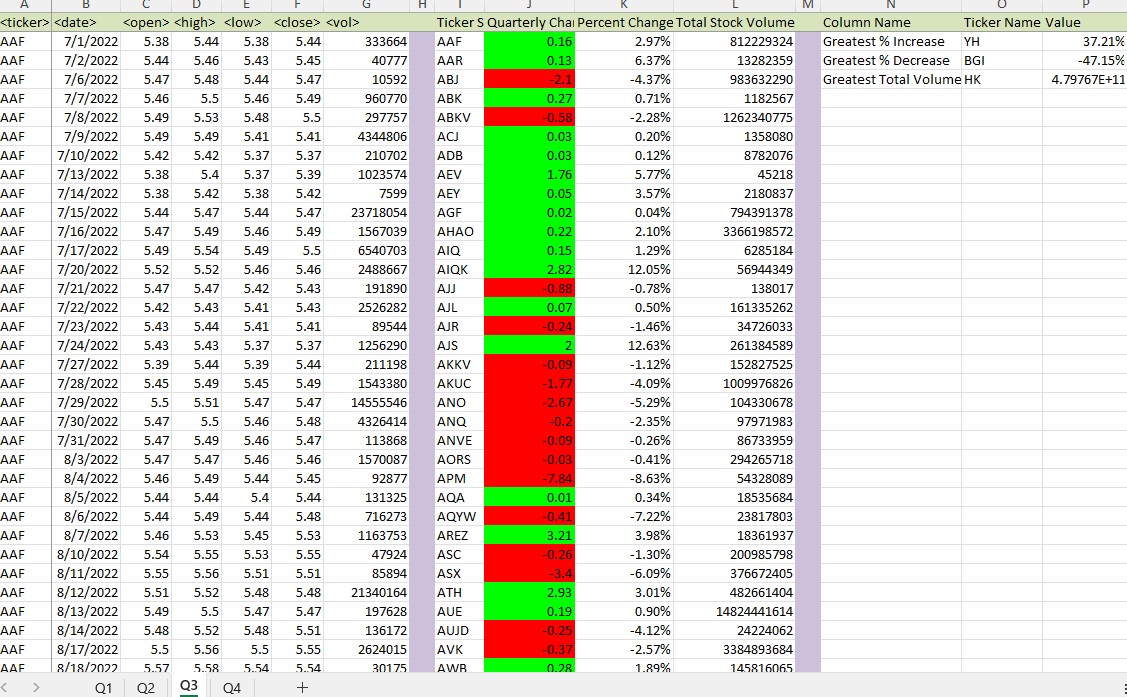 A B C D E F G H I J K L M N O P
<ticker> <date> <open> <high> <low> <close> <vol> Ticker S Quarterly Cha Percent Change Total Stock Volume Column Name Ticker Name Value
AAF 7/1/2022 5.38 5.44 5.38 5.44 333664 AAF 0.16 2.97% 812229324 Greatest % Increase YH 37.21%
AAF 7/2/2022 5.44 5.46 5.43 5.45 40777 AAR 0.13 6.37% 13282359 Greatest % Decrease BGI -47.15%
AAF 7/6/2022 5.47 5.48 5.44 5.47 10592 ABJ -2.1 -4.37% 983632290 Greatest Total Volume HK 4.79767E+11
AAF 7/7/2022 5.46 5.5 5.46 5.49 960770 ABK 0.27 0.71% 1182567
AAF 7/8/2022 5.49 5.53 5.48 5.5 297757 ABKV -0.58 -2.28% 1262340775
AAF 7/9/2022 5.49 5.49 5.41 5.41 4344806 ACJ 0.03 0.20% 1358080
AAF 7/10/2022 5.42 5.42 5.37 5.37 210702 ADB 0.03 0.12% 8782076
AAF 7/13/2022 5.38 5.4 5.37 5.39 1023574 AEV 1.76 5.77% 45218
AAF 7/14/2022 5.38 5.42 5.38 5.42 7599 AEY 0.05 3.57% 2180837
AAF 7/15/2022 5.44 5.47 5.44 5.47 23718054 AGF 0.02 0.04% 794391378
AAF 7/16/2022 5.47 5.49 5.46 5.49 1567039 AHAO 0.22 2.10% 3366198572
AAF 7/17/2022 5.49 5.54 5.49 5.5 6540703 AIQ 0.15 1.29% 6285184
AAF 7/20/2022 5.52 5.52 5.46 5.46 2488667 AIQK 2.82 12.05% 56944349
AAF 7/21/2022 5.47 5.47 5.42 5.43 191890 AJJ -0.88 -0.78% 138017
AAF 7/22/2022 5.42 5.43 5.41 5.43 2526282 AJL 0.07 0.50% 161335262
AAF 7/23/2022 5.43 5.44 5.41 5.41 89544 AJR -0.24 -1.46% 34726033
AAF 7/24/2022 5.43 5.43 5.37 5.37 1256290 AJS 2 12.63% 261384589
AAF 7/27/2022 5.39 5.44 5.39 5.44 211198 AKKV -0.09 -1.12% 152827525
AAF 7/28/2022 5.45 5.49 5.45 5.49 1543380 AKUC -1.77 -4.09% 1009976826
AAF 7/29/2022 5.5 5.51 5.47 5.47 14555546 ANO -2.67 -5.29% 104330678
AAF 7/30/2022 5.47 5.5 5.46 5.48 4326414 ANQ -0.2 -2.35% 97971983
AAF 7/31/2022 5.47 5.49 5.46 5.47 113868 ANVE -0.09 -0.26% 86733959
AAF 8/3/2022 5.47 5.47 5.46 5.46 1570087 AORS -0.03 -0.41% 294265718
AAF 8/4/2022 5.46 5.49 5.44 5.45 92877 APM -7.84 -8.63% 54328089
AAF 8/5/2022 5.44 5.44 5.4 5.44 131325 AQA 0.01 0.34% 18535684
AAF 8/6/2022 5.44 5.49 5.44 5.48 716273 AQYW -0.41 -7.22% 23817803
AAF 8/7/2022 5.46 5.53 5.45 5.53 1163753 AREZ 3.21 3.98% 18361937
AAF 8/10/2022 5.54 5.55 5.53 5.55 47924 ASC -0.26 -1.30% 200985798
AAF 8/11/2022 5.55 5.56 5.51 5.51 85894 ASX -3.4 -6.09% 376672405
AAF 8/12/2022 5.51 5.52 5.48 5.48 21340164 ATH 2.93 3.01% 482661404
AAF 8/13/2022 5.49 5.5 5.47 5.47 197628 AUE 0.19 0.90% 14824441614
AAF 8/14/2022 5.48 5.52 5.48 5.51 136172 AUJD -0.25 -4.12% 24224062
AAF 8/17/2022 5.5 5.56 5.5 5.55 2624015 AVK -0.37 -2.57% 3384893684
AAF 8/18/2022 5.57 5.58 5.54 5.54 30175 AWB 0.28 1.89% 145816065
Q1 Q2 Q3 Q4 +